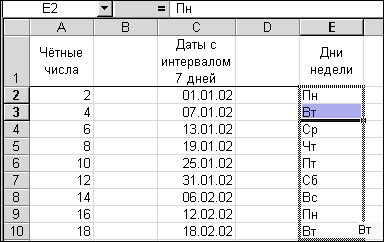 E2 = Пн
A B C D E
1 Чётные числа Даты с интервалом 7 дней Дни недели
2 2 01.01.02 Пн
3 4 07.01.02 Вт
4 6 13.01.02 Ср
5 8 19.01.02 Чт
6 10 25.01.02 Пт
7 12 31.01.02 Сб
8 14 06.02.02 Вс
9 16 12.02.02 Пн
10 18 18.02.02 Вт Вт